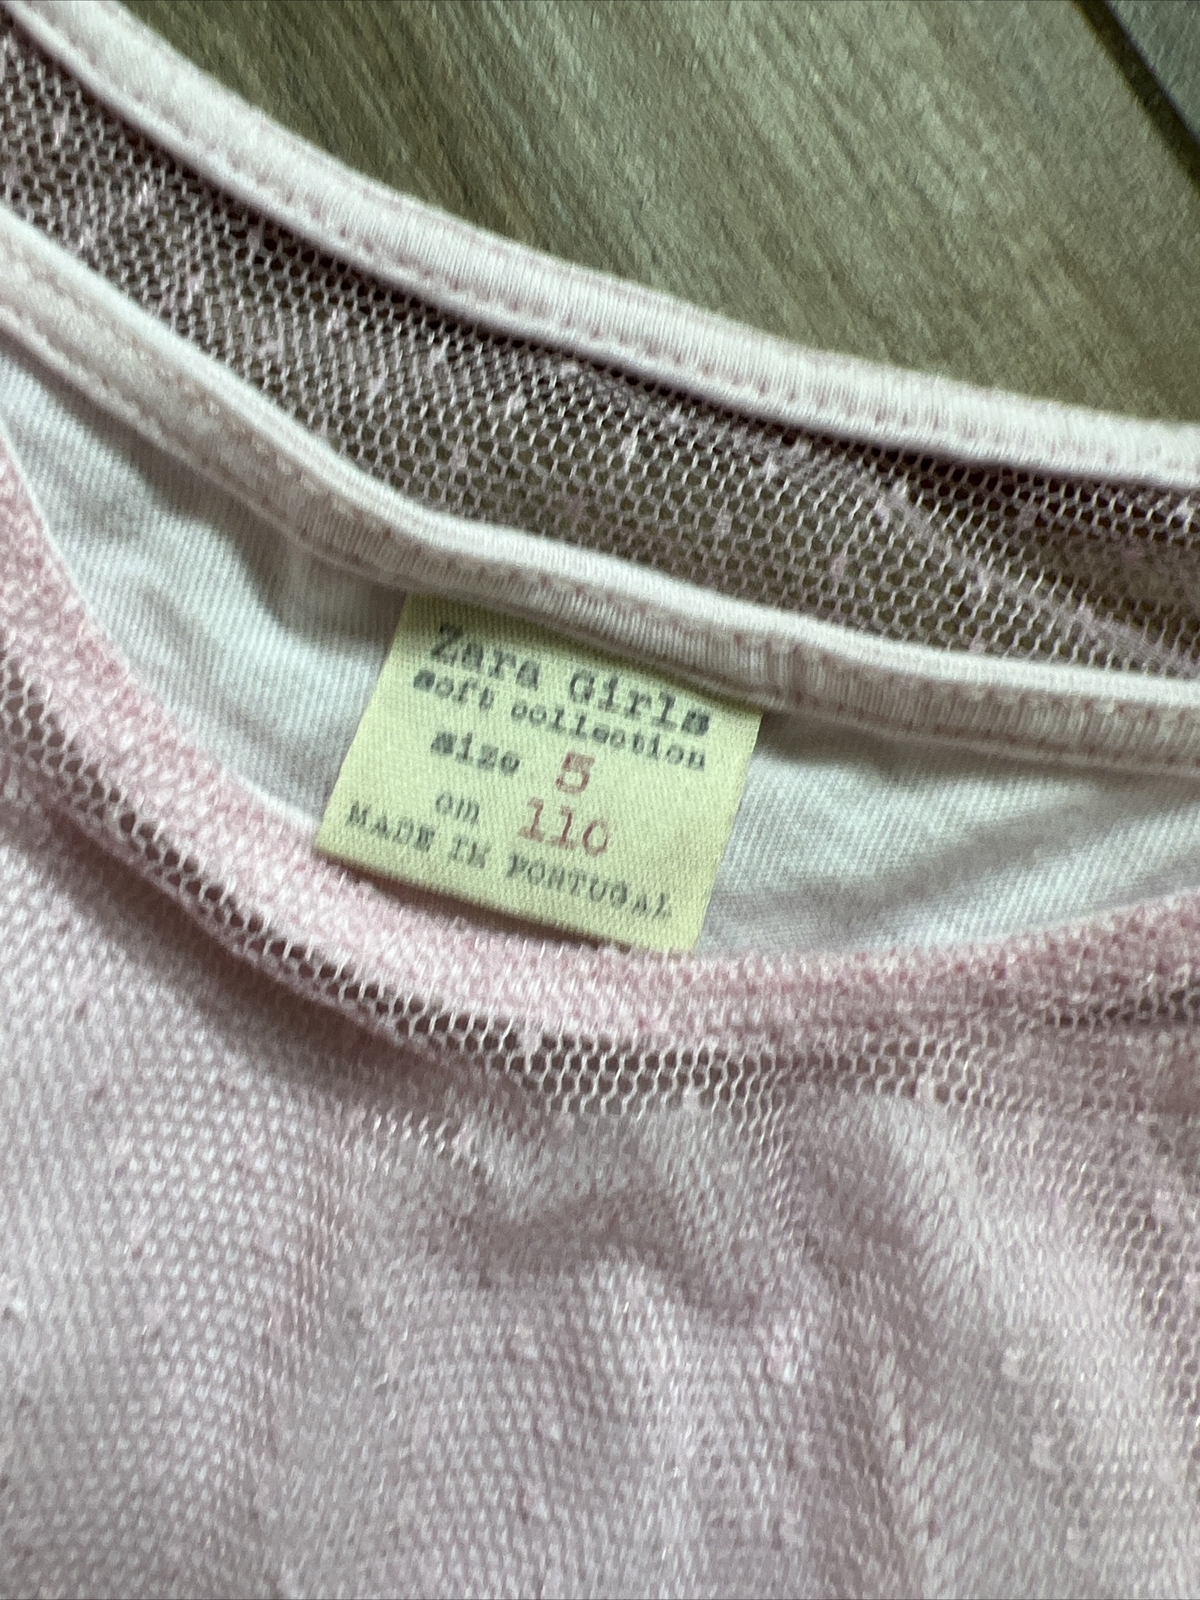 Zara Girls
soft collection
size 5
cm 110
MADE IN PORTUGAL